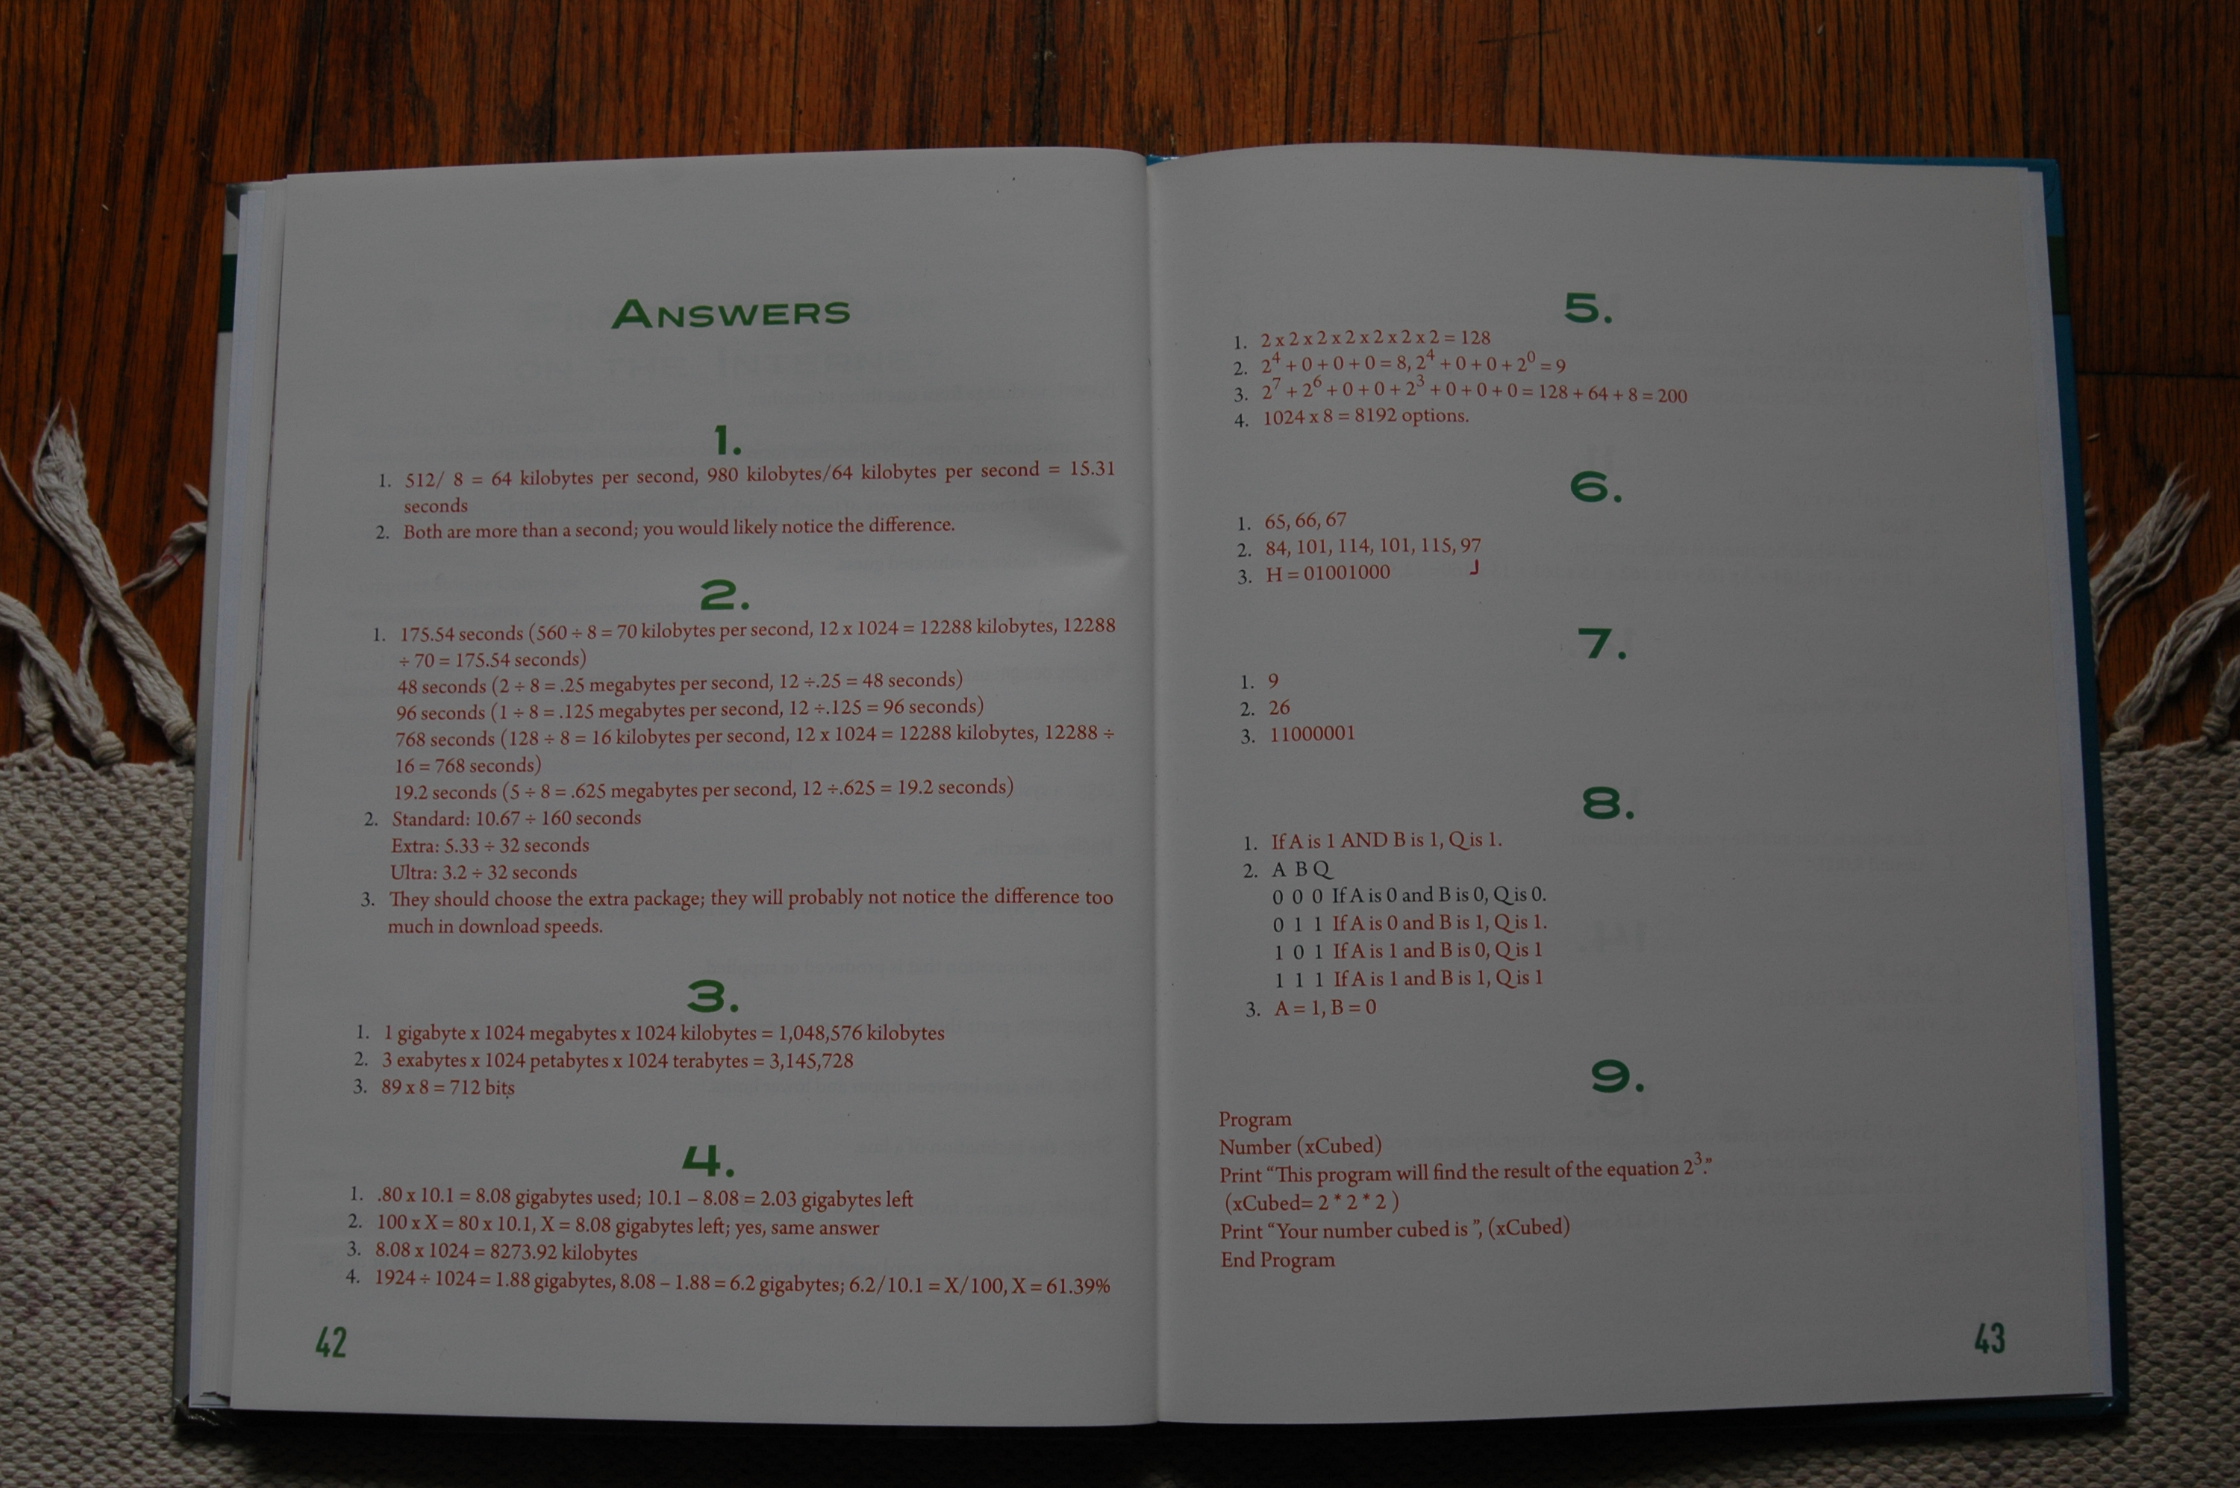 ANSWERS
1.
1. 512/ 8 = 64 kilobytes per second, 980 kilobytes/64 kilobytes per second = 15.31
seconds
2. Both are more than a second; you would likely notice the difference.
2.
1. 175.54 seconds (560 ÷ 8 = 70 kilobytes per second, 12 x 1024 = 12288 kilobytes, 12288
÷ 70 = 175.54 seconds)
48 seconds (2 ÷ 8 = .25 megabytes per second, 12 ÷.25 = 48 seconds)
96 seconds (1 ÷ 8 = .125 megabytes per second, 12 ÷.125 = 96 seconds)
768 seconds (128 ÷ 8 = 16 kilobytes per second, 12 x 1024 = 12288 kilobytes, 12288 ÷
16 = 768 seconds)
19.2 seconds (5 ÷ 8 = .625 megabytes per second, 12 ÷.625 = 19.2 seconds)
2. Standard: 10.67 ÷ 160 seconds
Extra: 5.33 ÷ 32 seconds
Ultra: 3.2 ÷ 32 seconds
3. They should choose the extra package; they will probably not notice the difference too
much in download speeds.
3.
1. 1 gigabyte x 1024 megabytes x 1024 kilobytes = 1,048,576 kilobytes
2. 3 exabytes x 1024 petabytes x 1024 terabytes = 3,145,728
3. 89 x 8 = 712 bits
4.
1. .80 x 10.1 = 8.08 gigabytes used; 10.1 – 8.08 = 2.03 gigabytes left
2. 100 x X = 80 x 10.1, X = 8.08 gigabytes left; yes, same answer
3. 8.08 x 1024 = 8273.92 kilobytes
4. 1924 ÷ 1024 = 1.88 gigabytes, 8.08 – 1.88 = 6.2 gigabytes; 6.2/10.1 = X/100, X = 61.39%
42
5.
1. 2 x 2 x 2 x 2 x 2 x 2 x 2 = 128
2. 2⁴ + 0 + 0 + 0 = 8, 2⁴ + 0 + 0 + 2⁰ = 9
3. 2⁷ + 2⁶ + 0 + 0 + 2³ + 0 + 0 + 0 = 128 + 64 + 8 = 200
4. 1024 x 8 = 8192 options.
6.
1. 65, 66, 67
2. 84, 101, 114, 101, 115, 97
3. H = 01001000
7.
1. 9
2. 26
3. 11000001
8.
1. If A is 1 AND B is 1, Q is 1.
2. A B Q
0 0 0 If A is 0 and B is 0, Q is 0.
0 1 1 If A is 0 and B is 1, Q is 1.
1 0 1 If A is 1 and B is 0, Q is 1
1 1 1 If A is 1 and B is 1, Q is 1
3. A = 1, B = 0
9.
Program
Number (xCubed)
Print “This program will find the result of the equation 2³.”
(xCubed= 2 * 2 * 2 )
Print “Your number cubed is ”, (xCubed)
End Program
43